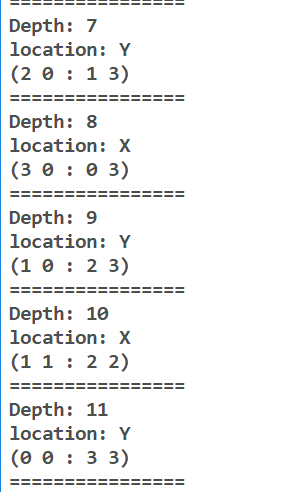 ================
Depth: 7
location: Y
(2 0 : 1 3)
================
Depth: 8
location: X
(3 0 : 0 3)
================
Depth: 9
location: Y
(1 0 : 2 3)
================
Depth: 10
location: X
(1 1 : 2 2)
================
Depth: 11
location: Y
(0 0 : 3 3)
================